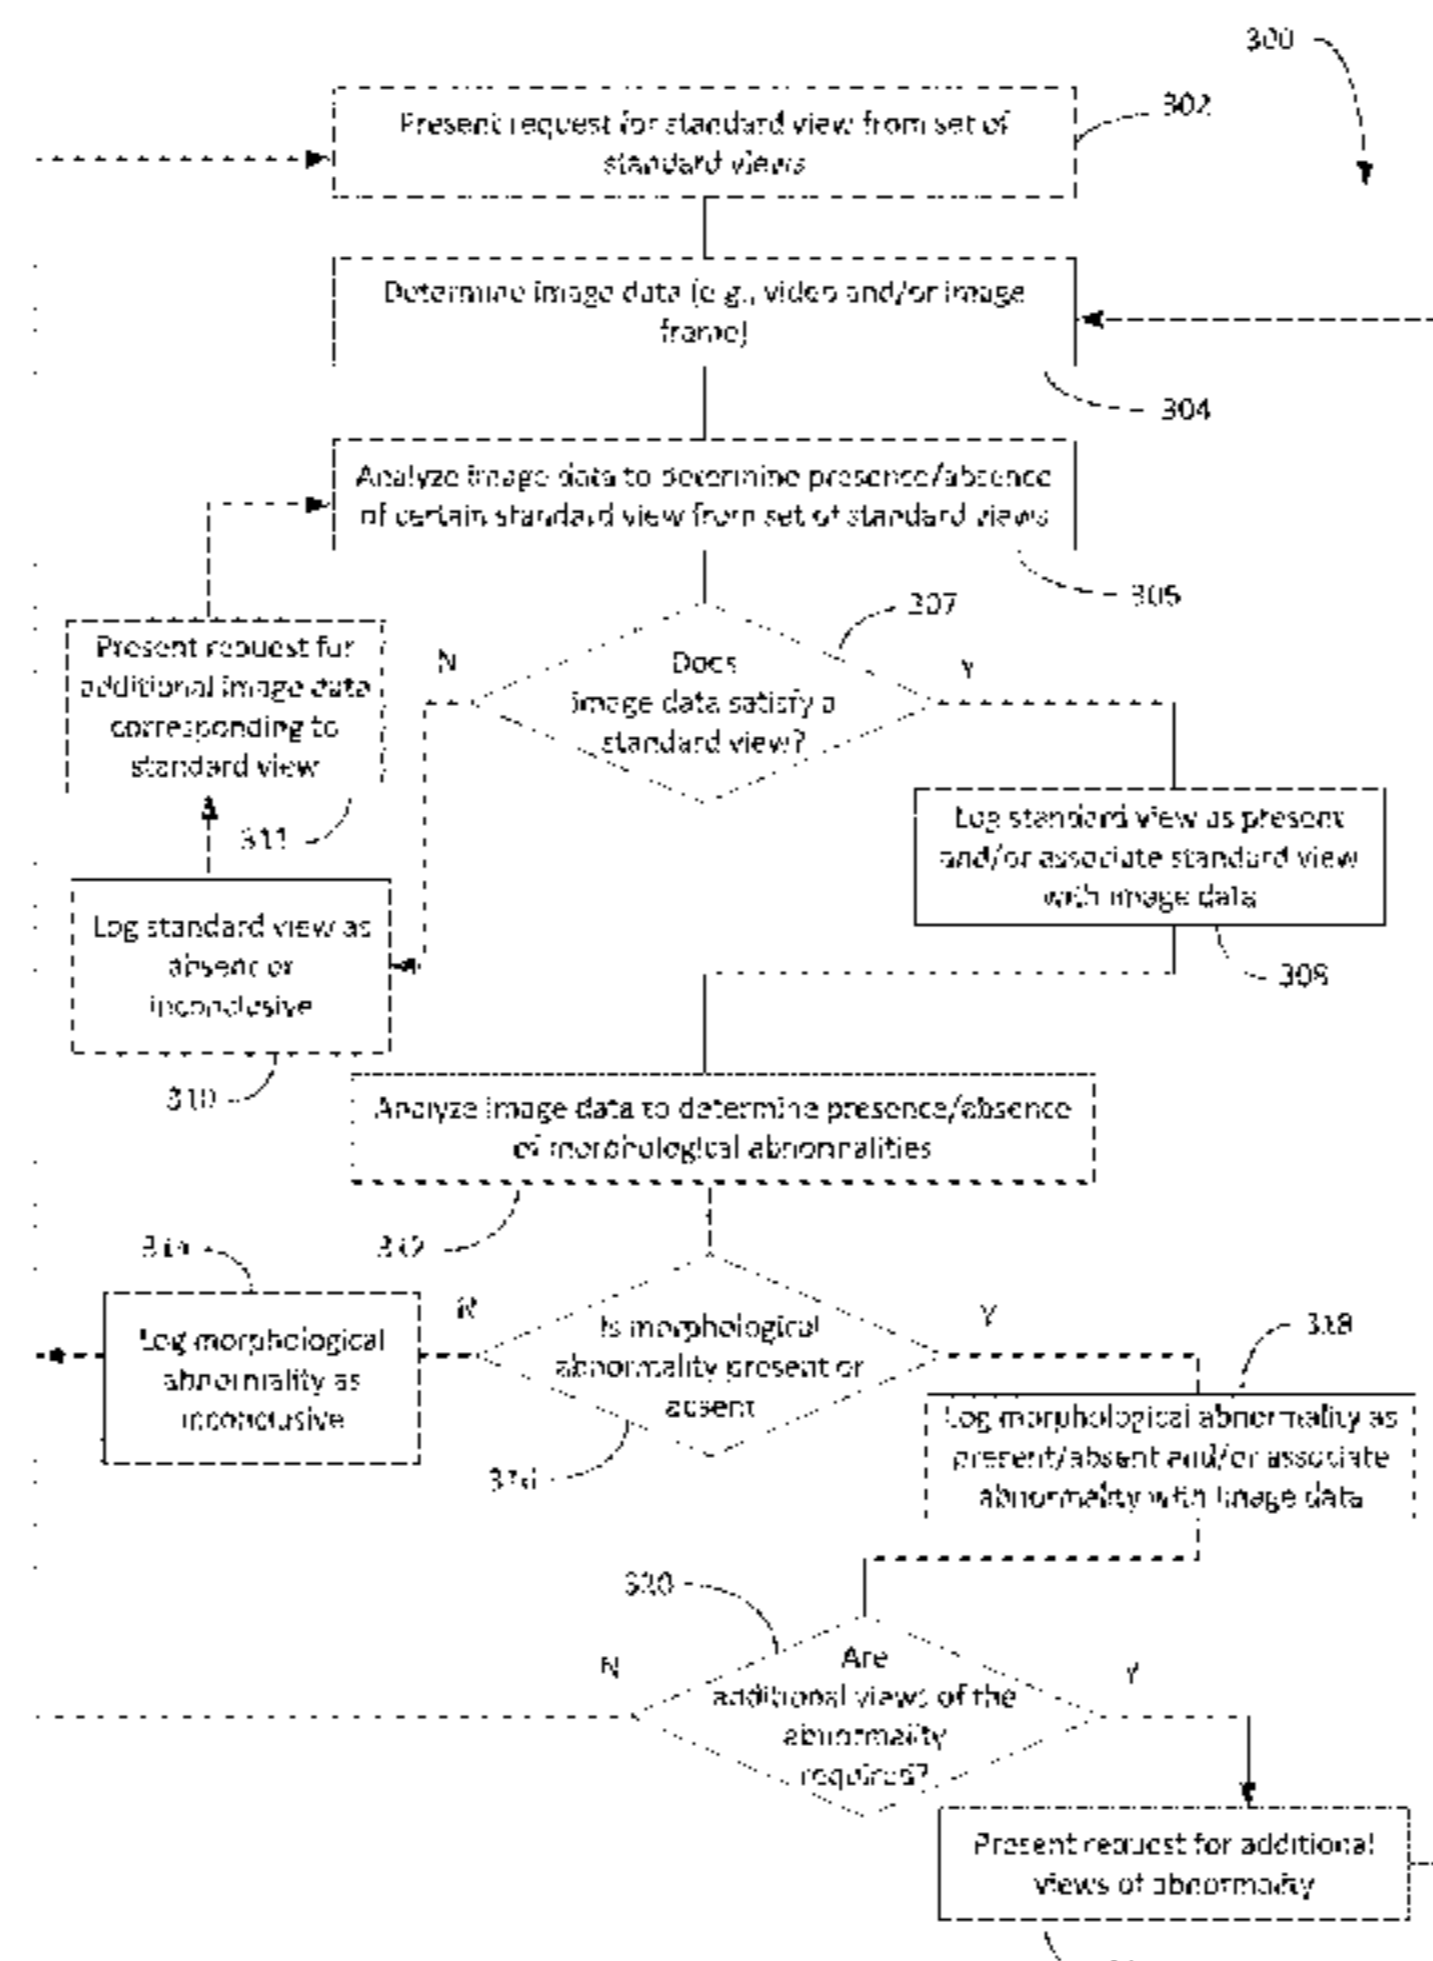 300
302
Present request for standard view from set of
standard views
Determine image data (e.g., video and/or image
frame)
304
Analyze image data to determine presence/absence
of certain standard view from set of standard views
306
307
Present request for
additional image data
corresponding to
standard view
N
Does
image data satisfy a
standard view?
Y
311
Log standard view as present
and/or associate standard view
with image data
308
Log standard view as
absent or
inconclusive
310
Analyze image data to determine presence/absence
of morphological abnormalities
312
314
Log morphological
abnormality as
inconclusive
N
Is morphological
abnormality present or
absent
Y
316
318
Log morphological abnormality as
present/absent and/or associate
abnormality with image data
320
N
Are
additional views of the
abnormality
required?
Y
Present request for additional
views of abnormality